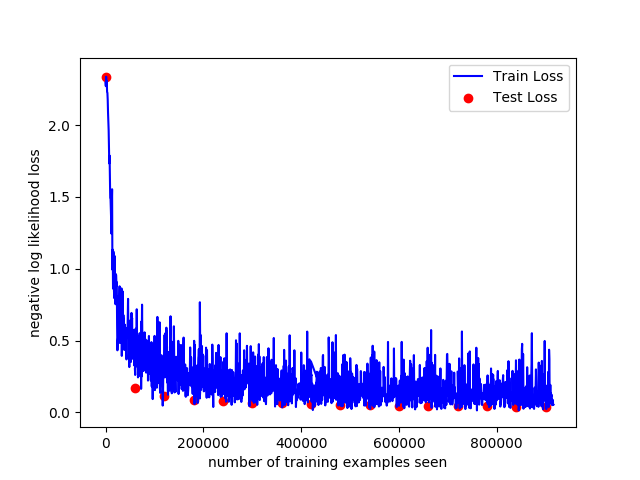 Train Loss
Test Loss
negative log likelihood loss
2.0
1.5
1.0
0.5
0.0
0
200000
400000
600000
800000
number of training examples seen